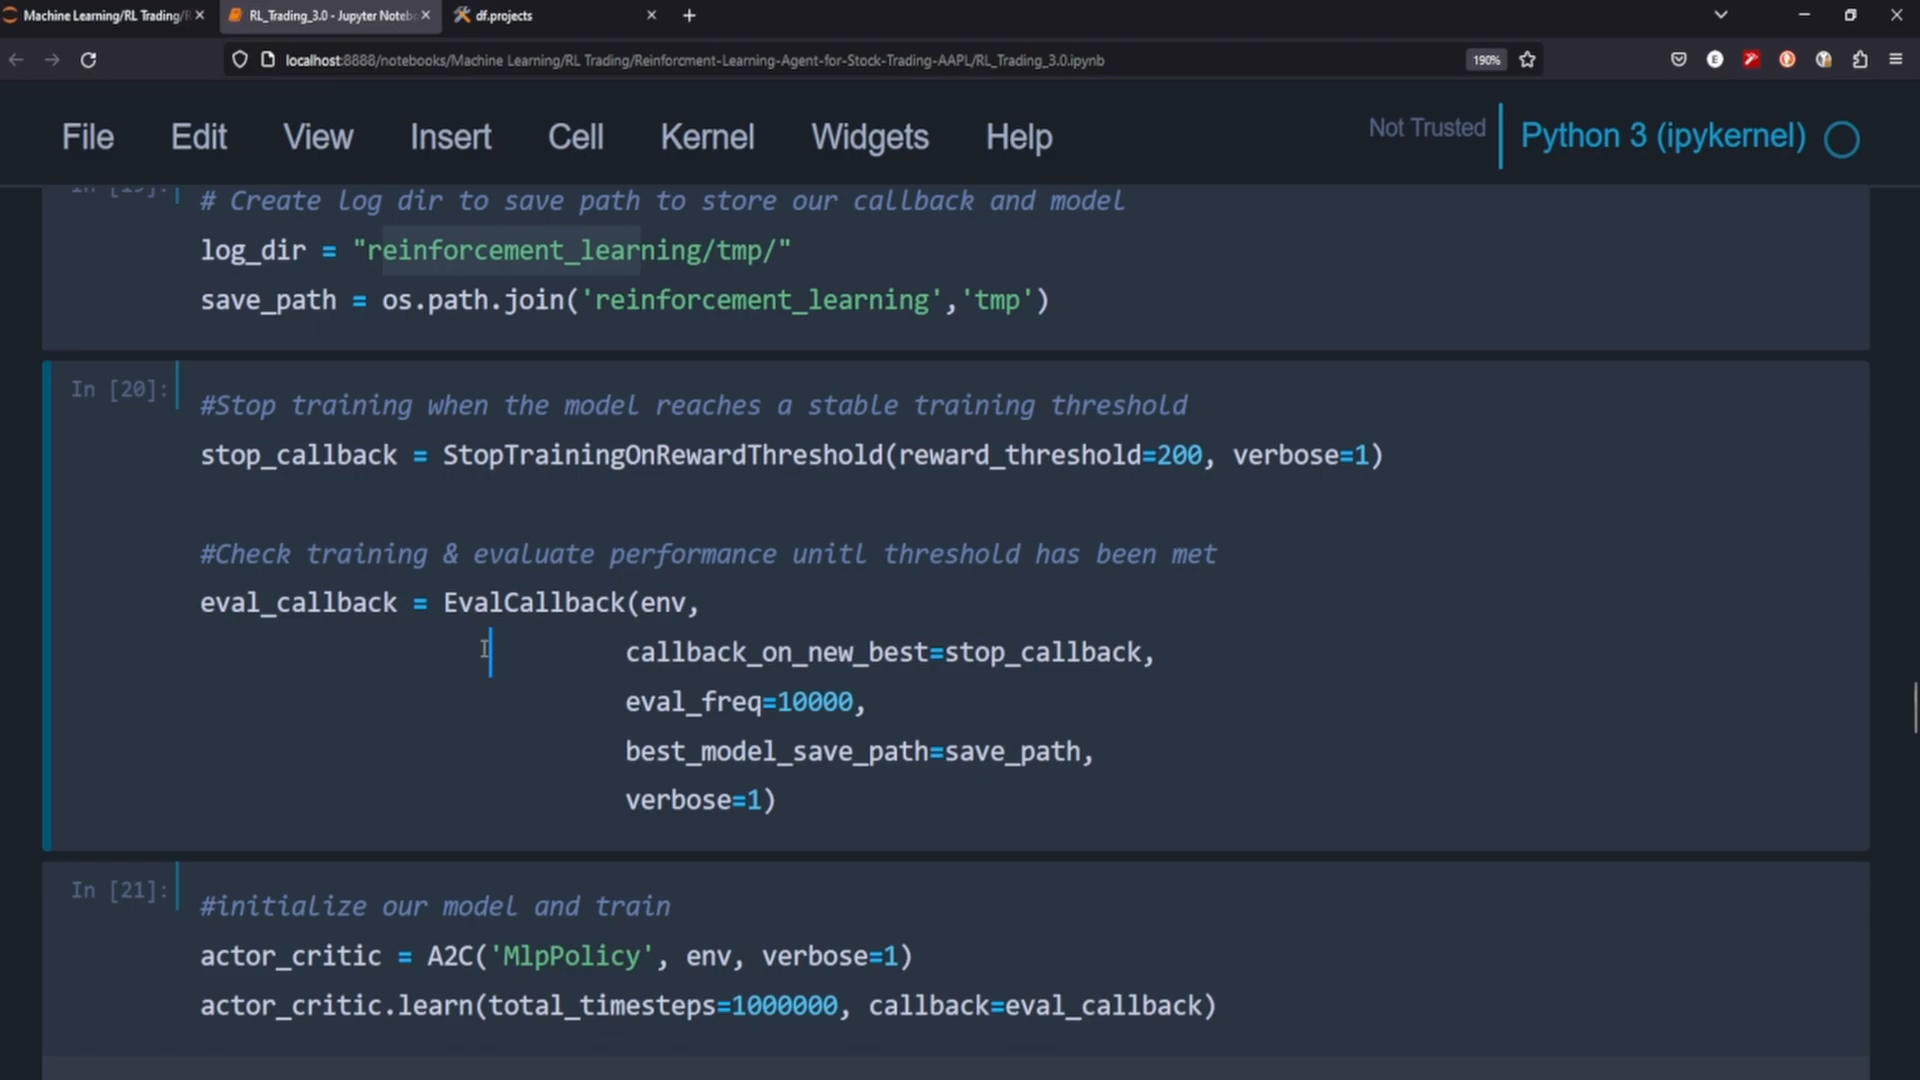 Machine Learning/RL Trading/R
RL_Trading_3.0 - Jupyter Noteb
df.projects
localhost:8888/notebooks/Machine Learning/RL Trading/Reinforcment-Learning-Agent-for-Stock-Trading-AAPL/RL_Trading_3.0.ipynb
190%
File Edit View Insert Cell Kernel Widgets Help
Not Trusted
Python 3 (ipykernel)
In [19]:
# Create log dir to save path to store our callback and model
log_dir = "reinforcement_learning/tmp/"
save_path = os.path.join('reinforcement_learning','tmp')
In [20]:
#Stop training when the model reaches a stable training threshold
stop_callback = StopTrainingOnRewardThreshold(reward_threshold=200, verbose=1)
#Check training & evaluate performance unitl threshold has been met
eval_callback = EvalCallback(env,
callback_on_new_best=stop_callback,
eval_freq=10000,
best_model_save_path=save_path,
verbose=1)
In [21]:
#initialize our model and train
actor_critic = A2C('MlpPolicy', env, verbose=1)
actor_critic.learn(total_timesteps=1000000, callback=eval_callback)